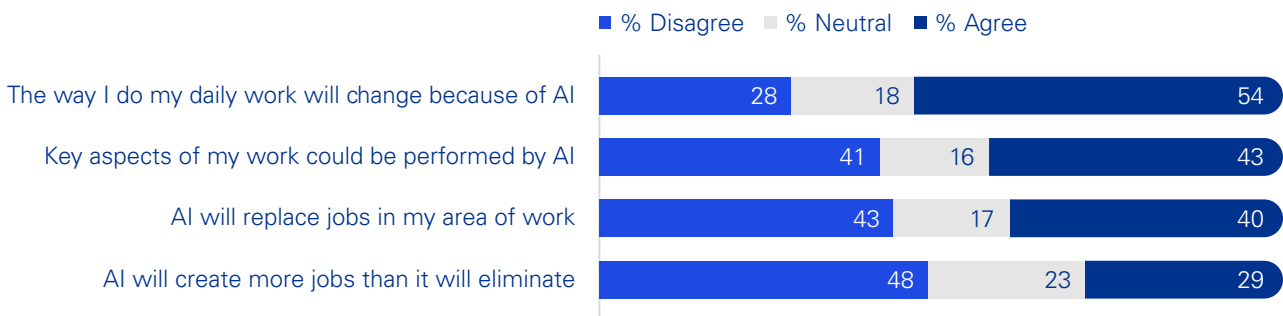 % Disagree % Neutral % Agree
The way I do my daily work will change because of AI 28 18 54
Key aspects of my work could be performed by AI 41 16 43
AI will replace jobs in my area of work 43 17 40
AI will create more jobs than it will eliminate 48 23 29